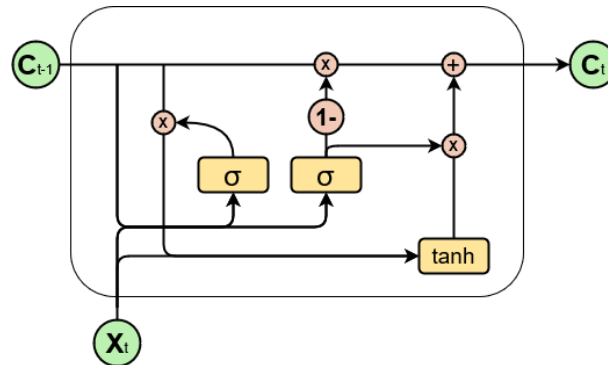 Ct-1
x
+
Ct
x
1-
x
σ
σ
tanh
Xt